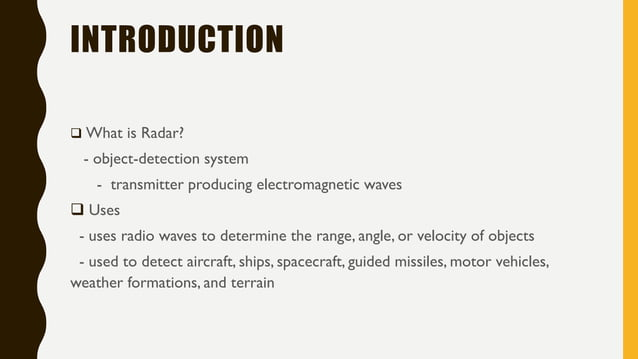 INTRODUCTION
❑ What is Radar?
- object-detection system
- transmitter producing electromagnetic waves
❑ Uses
- uses radio waves to determine the range, angle, or velocity of objects
- used to detect aircraft, ships, spacecraft, guided missiles, motor vehicles,
weather formations, and terrain